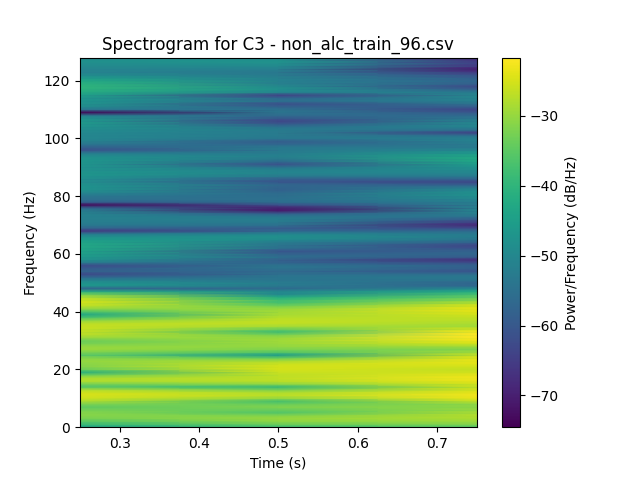 Spectrogram for C3 - non_alc_train_96.csv
120
100
80
60
40
20
0
Frequency (Hz)
0.3 0.4 0.5 0.6 0.7
Time (s)
−30
−40
−50
−60
−70
Power/Frequency (dB/Hz)